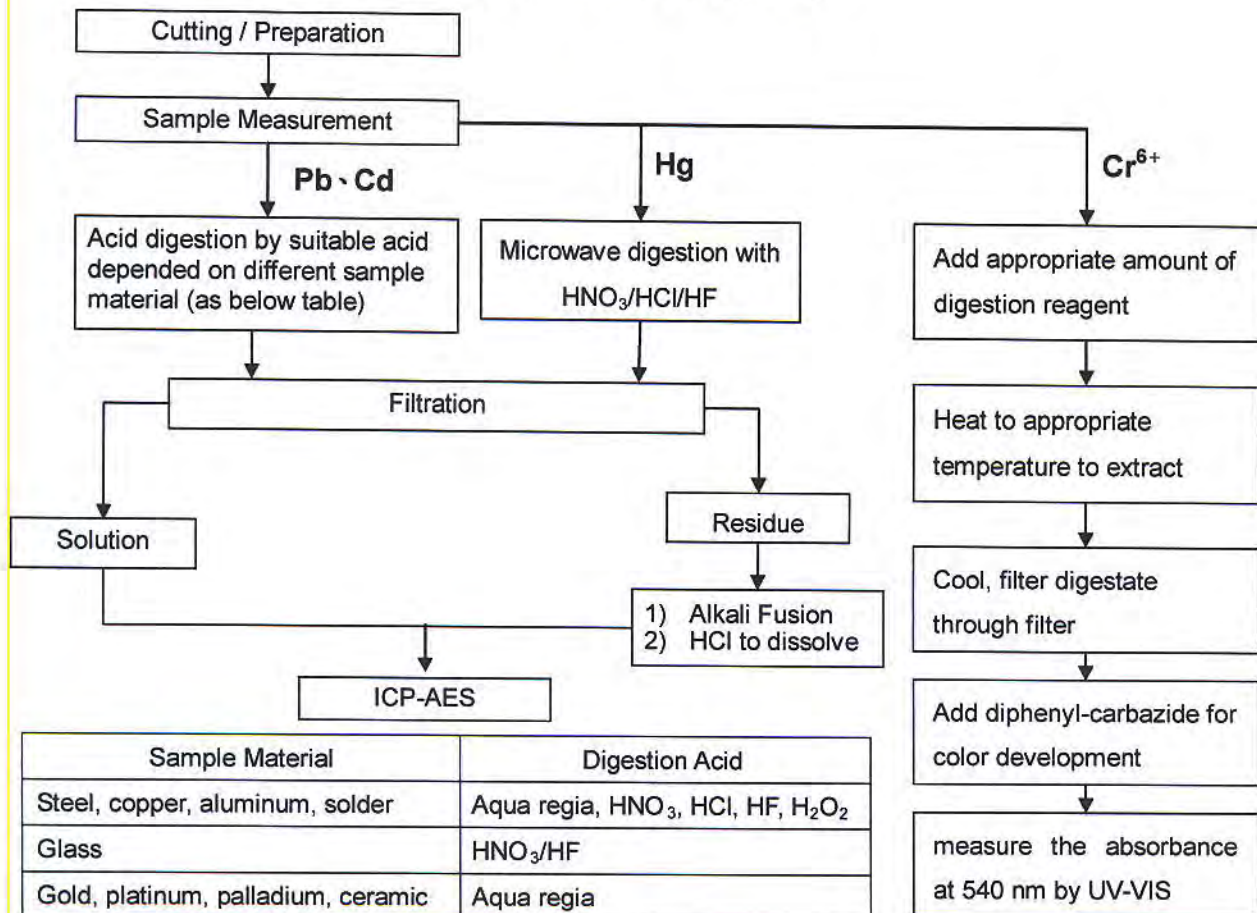 Cutting / Preparation
Sample Measurement
Pb、Cd
Hg
Cr⁶⁺
Acid digestion by suitable acid
depended on different sample
material (as below table)
Microwave digestion with
HNO₃/HCl/HF
Add appropriate amount of
digestion reagent
Filtration
Heat to appropriate
temperature to extract
Solution
Residue
Cool, filter digestate
through filter
1) Alkali Fusion
2) HCl to dissolve
ICP-AES
Add diphenyl-carbazide for
color development
measure the absorbance
at 540 nm by UV-VIS
Sample Material Digestion Acid
Steel, copper, aluminum, solder Aqua regia, HNO₃, HCl, HF, H₂O₂
Glass HNO₃/HF
Gold, platinum, palladium, ceramic Aqua regia